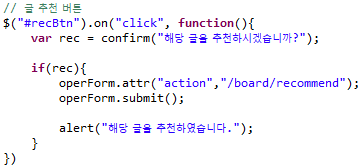 // 글 추천 버튼
$("#recBtn").on("click", function(){
    var rec = confirm("해당 글을 추천하시겠습니까?");

    if(rec){
        operForm.attr("action","/board/recommend");
        operForm.submit();

        alert("해당 글을 추천하였습니다.");
    }
})